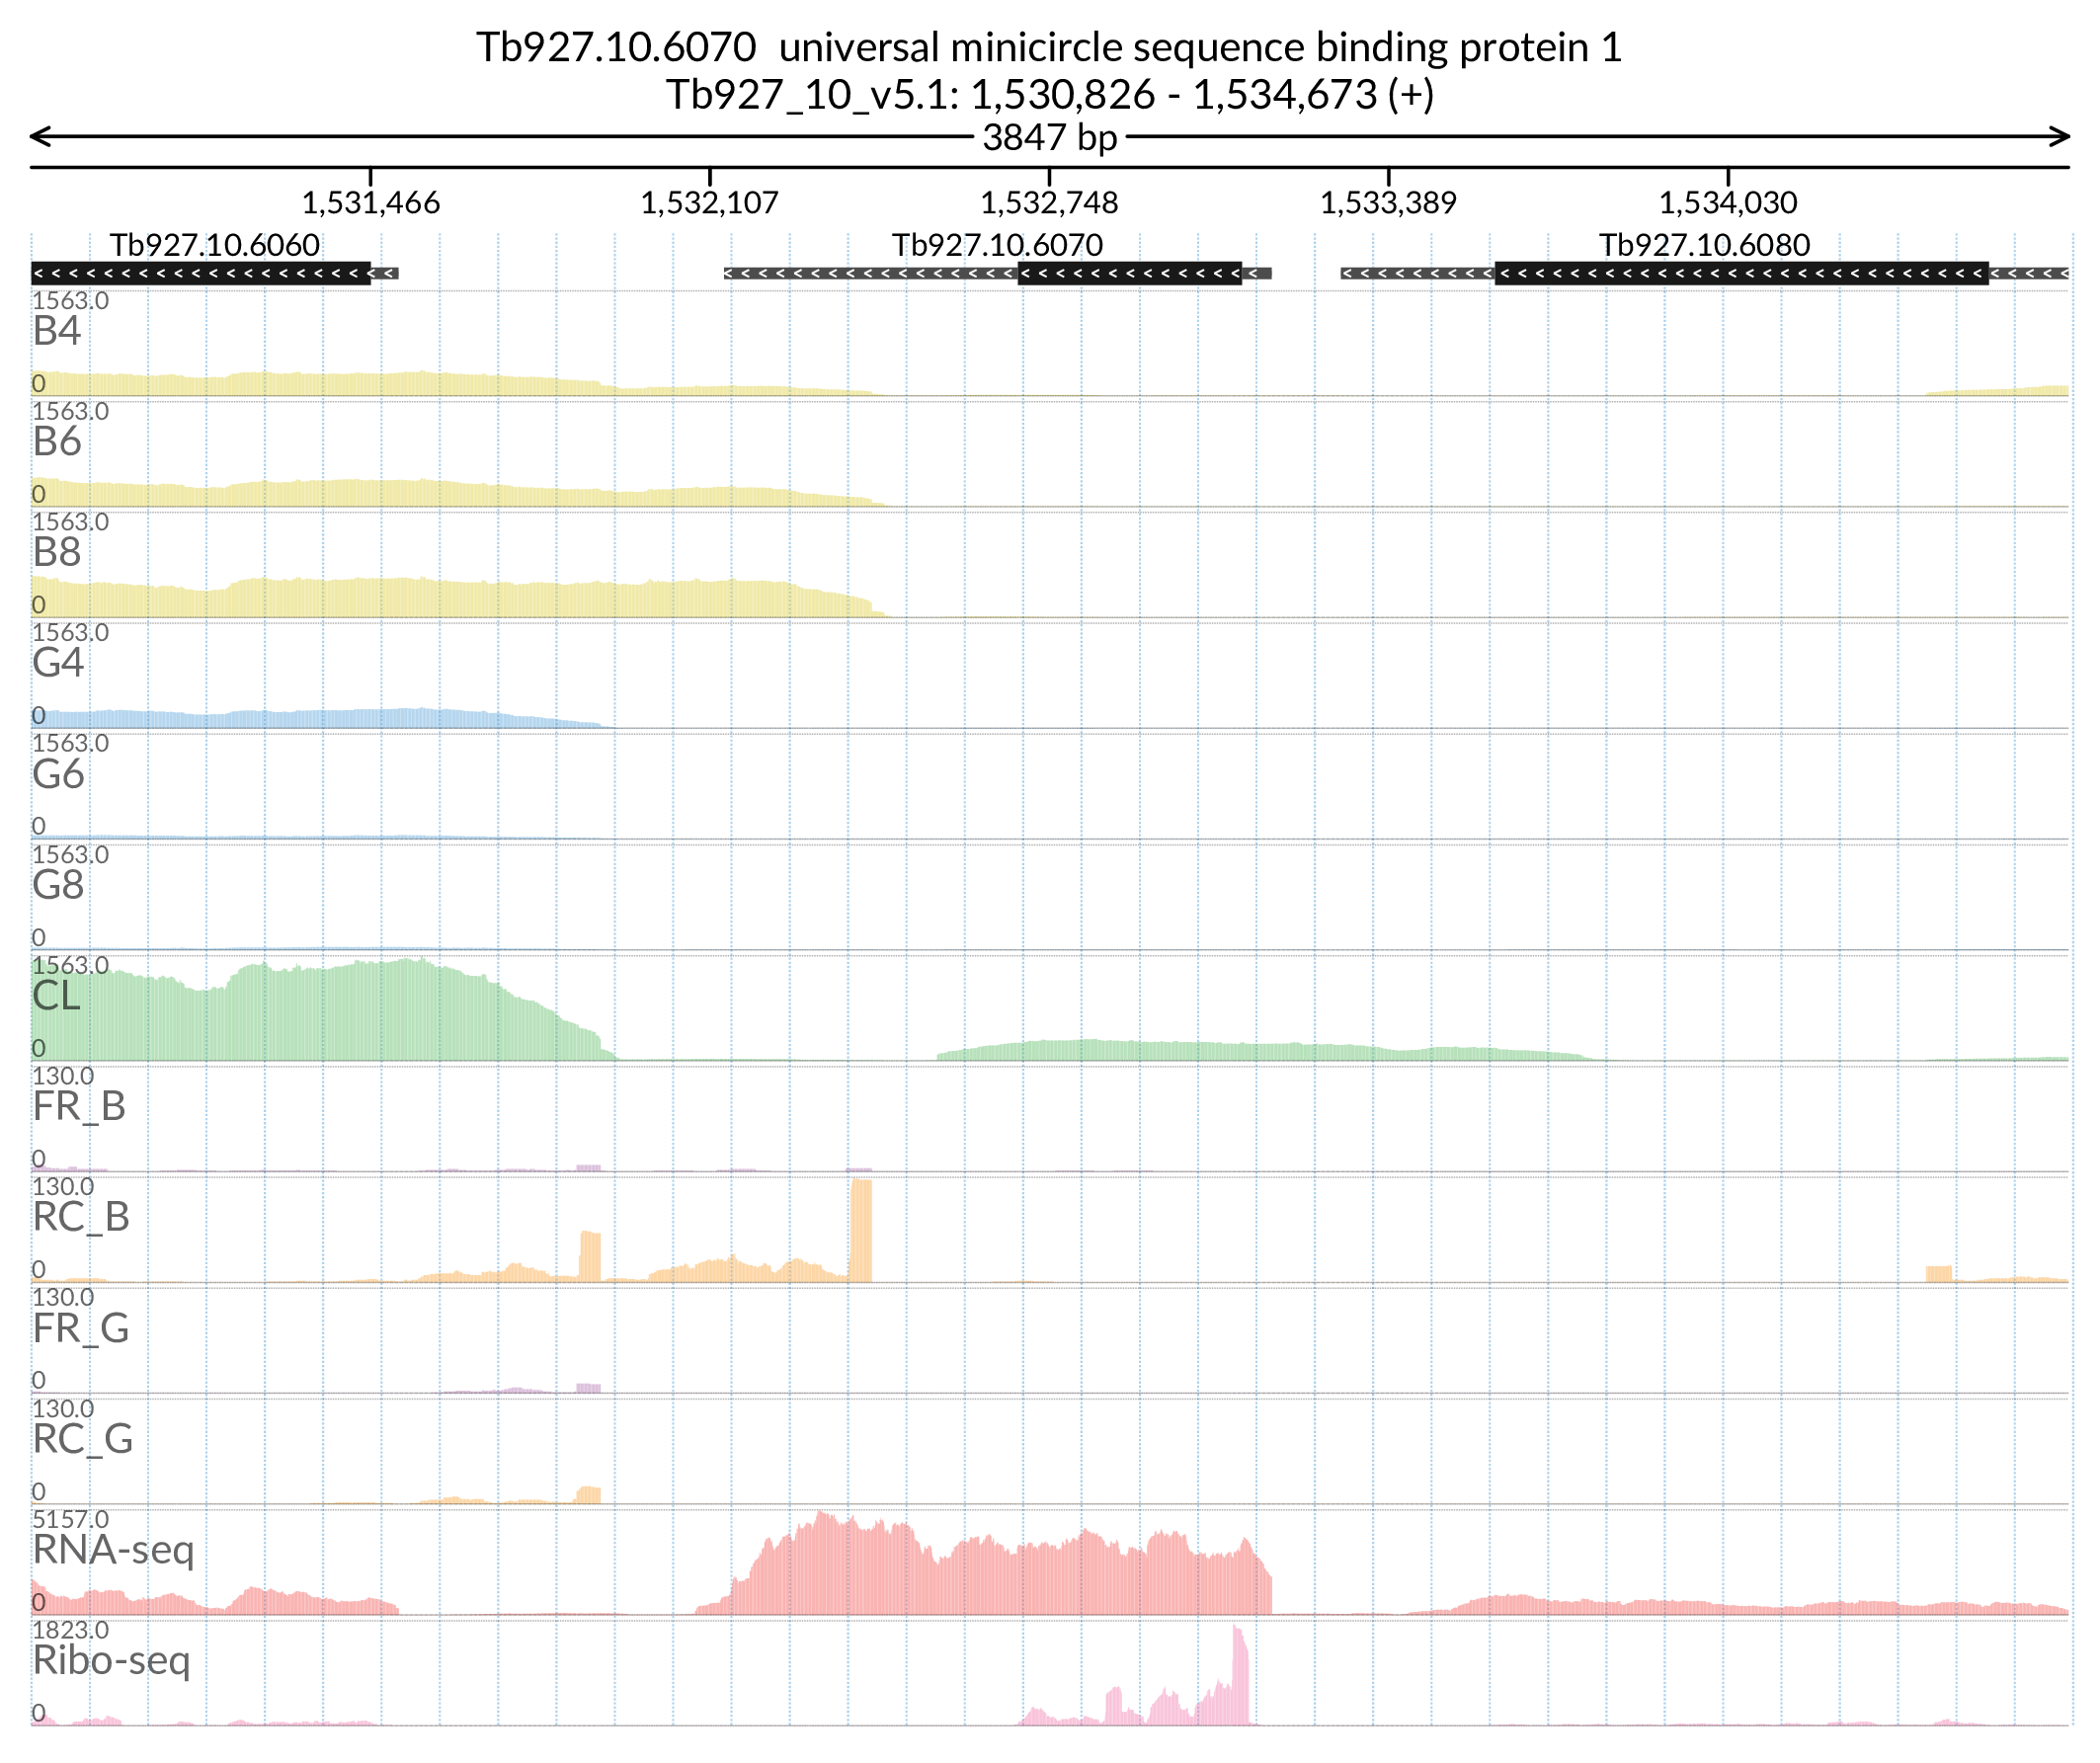 Tb927.10.6070 universal minicircle sequence binding protein 1
Tb927_10_v5.1: 1,530,826 - 1,534,673 (+)
3847 bp
1,531,466 1,532,107 1,532,748 1,533,389 1,534,030
Tb927.10.6060 Tb927.10.6070 Tb927.10.6080
1563.0
B4
0
1563.0
B6
0
1563.0
B8
0
1563.0
G4
0
1563.0
G6
0
1563.0
G8
0
1563.0
CL
0
130.0
FR_B
0
130.0
RC_B
0
130.0
FR_G
0
130.0
RC_G
0
5157.0
RNA-seq
0
1823.0
Ribo-seq
0